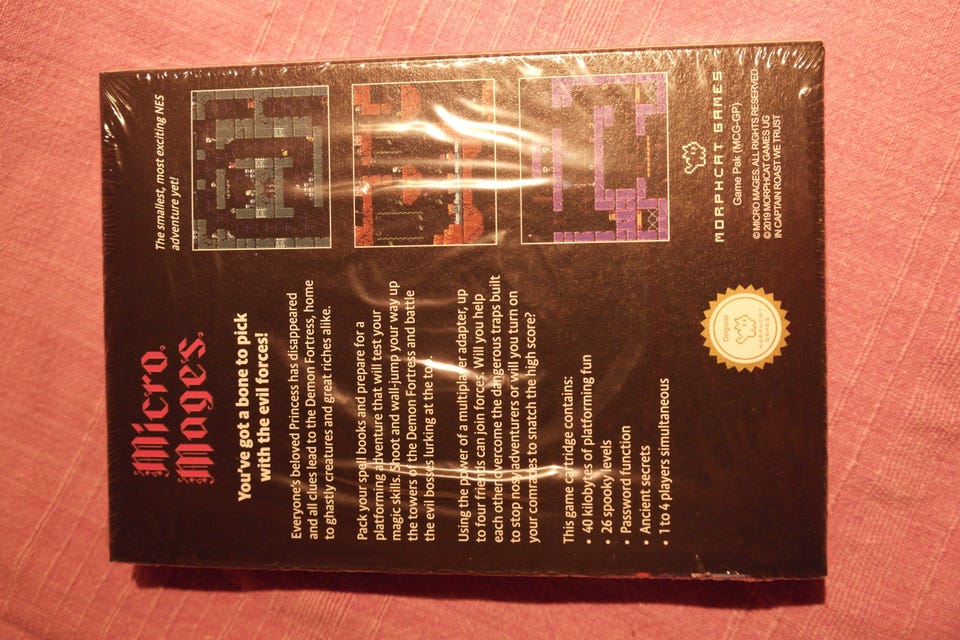 Micro
Mages
The smallest, most exciting NES
adventure yet!
You've got a bone to pick
with the evil forces!
Everyone's beloved Princess has disappeared
and all clues lead to the Demon Fortress, home
to ghastly creatures and great riches alike.
Pack your spell books and prepare for a
platforming adventure that will test your
magic skills. Shoot and wall-jump your way up
the towers of the Demon Fortress and battle
the evil bosses lurking at the top.
Using the power of a multiplayer adapter, up
to four friends can join forces. Will you help
each other overcome the dangerous traps built
to stop nosy adventurers or will you turn on
your comrades to snatch the high score?
This game cartridge contains:
• 40 kilobytes of platforming fun
• 26 spooky levels
• Password function
• Ancient secrets
• 1 to 4 players simultaneous
Original
MORPHCAT
GAMES
MORPHCAT GAMES
Game Pak (MCG-GP)
© MICRO MAGES. ALL RIGHTS RESERVED
© 2019 MORPHCAT GAMES UG
IN CAPTAIN ROAST WE TRUST